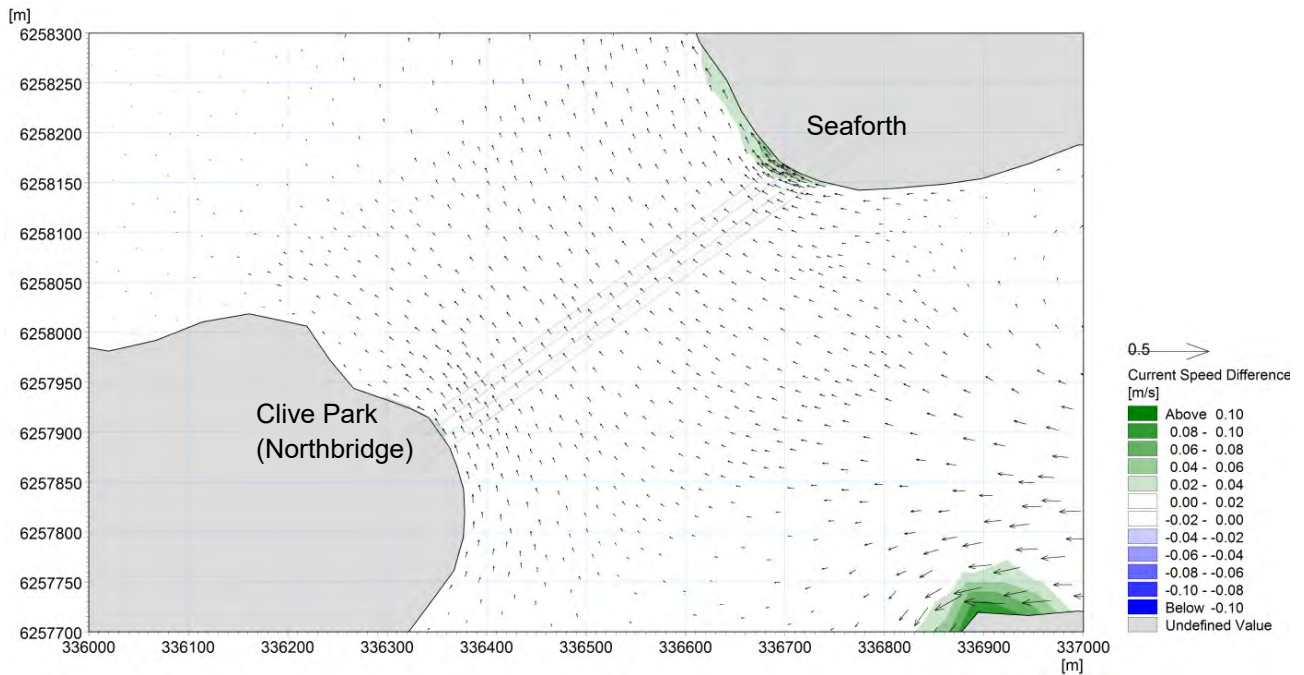 [m]
6258300
6258250
6258200
6258150
6258100
6258050
6258000
6257950
6257900
6257850
6257800
6257750
6257700
336000 336100 336200 336300 336400 336500 336600 336700 336800 336900 337000
[m]
Seaforth
Clive Park
(Northbridge)
0.5
Current Speed Difference
[m/s]
Above 0.10
0.08 - 0.10
0.06 - 0.08
0.04 - 0.06
0.02 - 0.04
0.00 - 0.02
-0.02 - 0.00
-0.04 - -0.02
-0.06 - -0.04
-0.08 - -0.06
-0.10 - -0.08
Below -0.10
Undefined Value